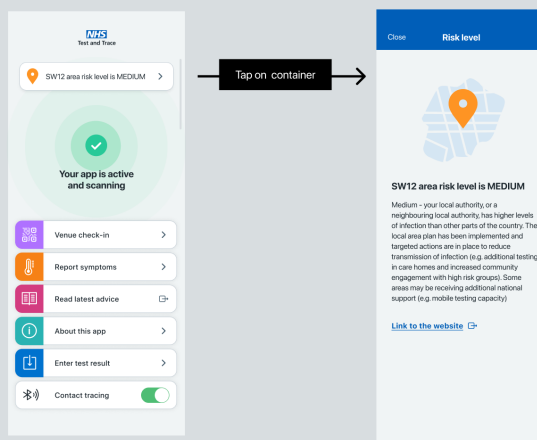 NHS
Test and Trace
SW12 area risk level is MEDIUM
Your app is active
and scanning
Venue check-in
Report symptoms
Read latest advice
About this app
Enter test result
Contact tracing
Tap on container
Close
Risk level
SW12 area risk level is MEDIUM
Medium - your local authority, or a
neighbouring local authority, has higher levels
of infection than other parts of the country. The
local area plan has been implemented and
targeted actions are in place to reduce
transmission of infection (e.g. additional testing
in care homes and increased community
engagement with high risk groups). Some
areas may be receiving additional national
support (e.g. mobile testing capacity)
Link to the website